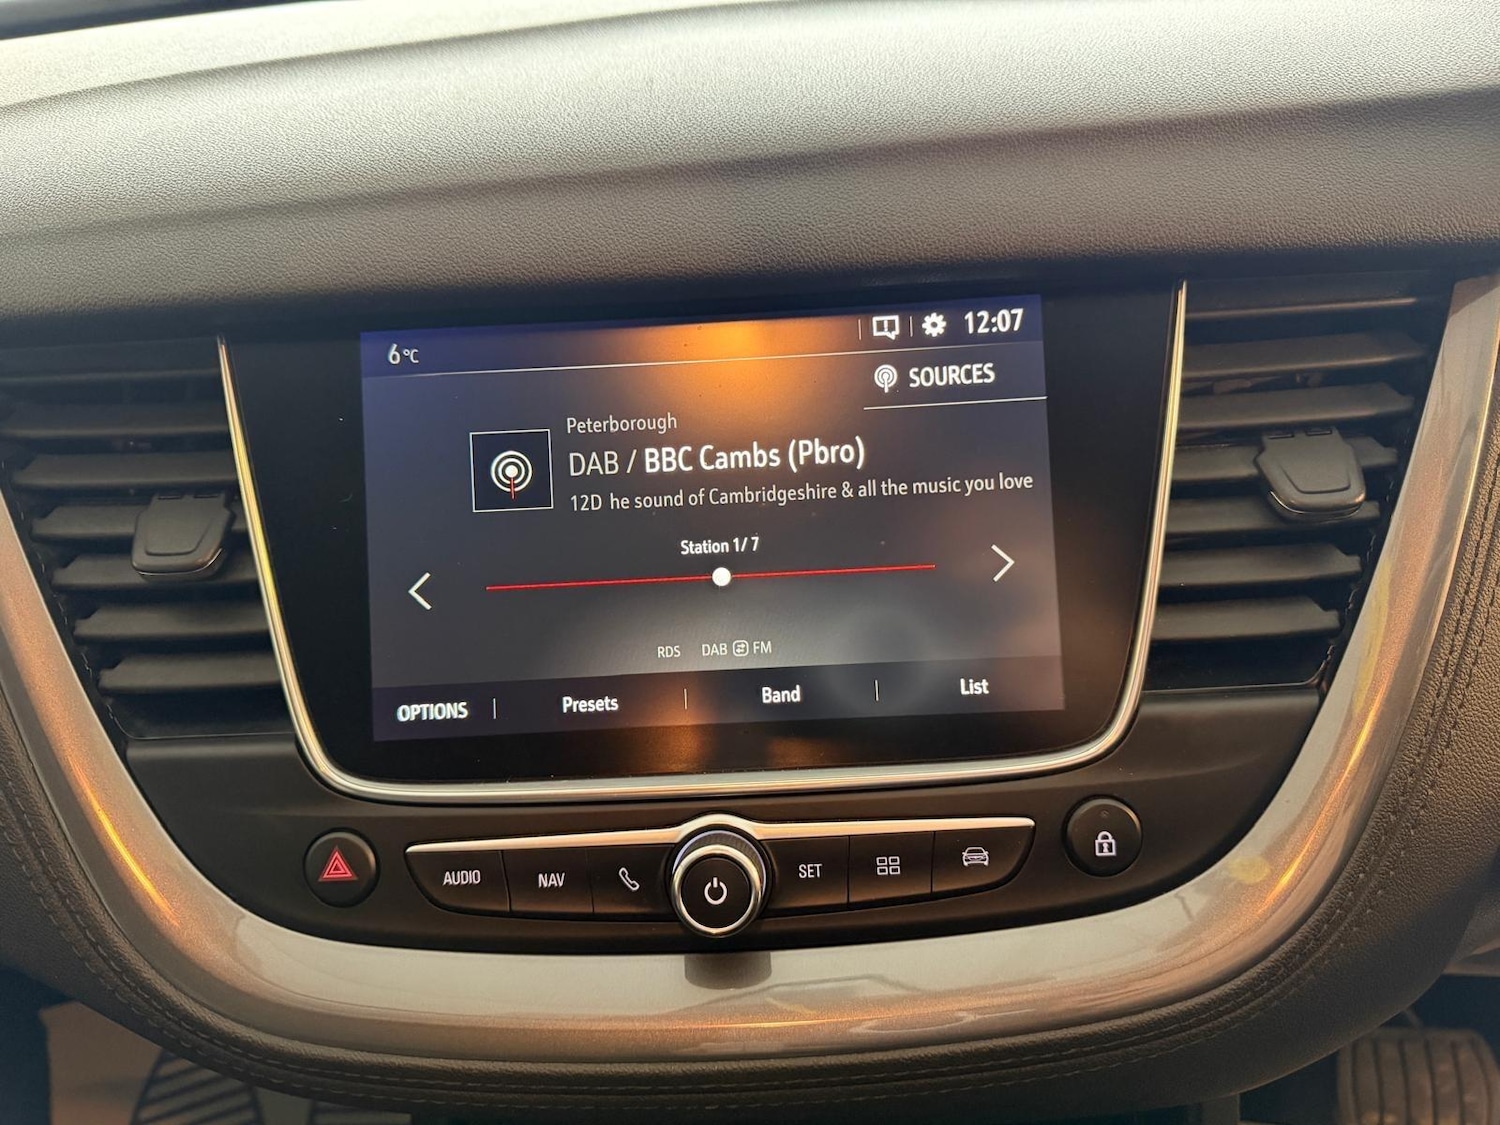 6°C
12:07
SOURCES
Peterborough
DAB / BBC Cambs (Pbro)
12D he sound of Cambridgeshire & all the music you love
Station 1/7
RDS DAB FM
OPTIONS Presets Band List
AUDIO NAV SET